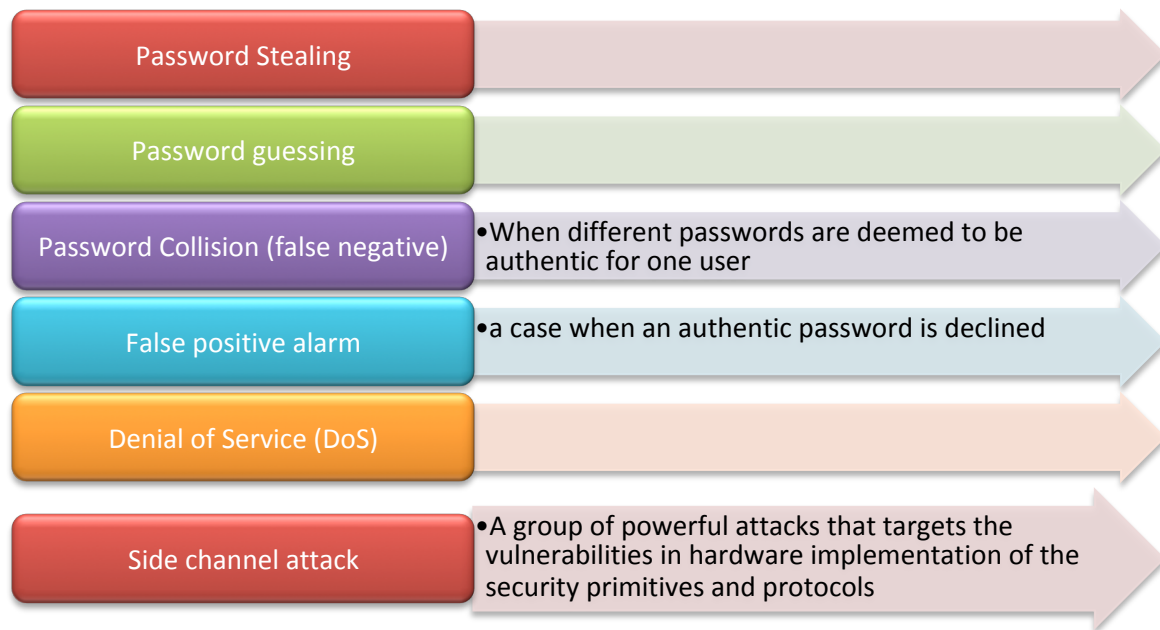 Password Stealing
Password guessing
Password Collision (false negative)
•When different passwords are deemed to be
authentic for one user
False positive alarm
•a case when an authentic password is declined
Denial of Service (DoS)
Side channel attack
•A group of powerful attacks that targets the
vulnerabilities in hardware implementation of the
security primitives and protocols